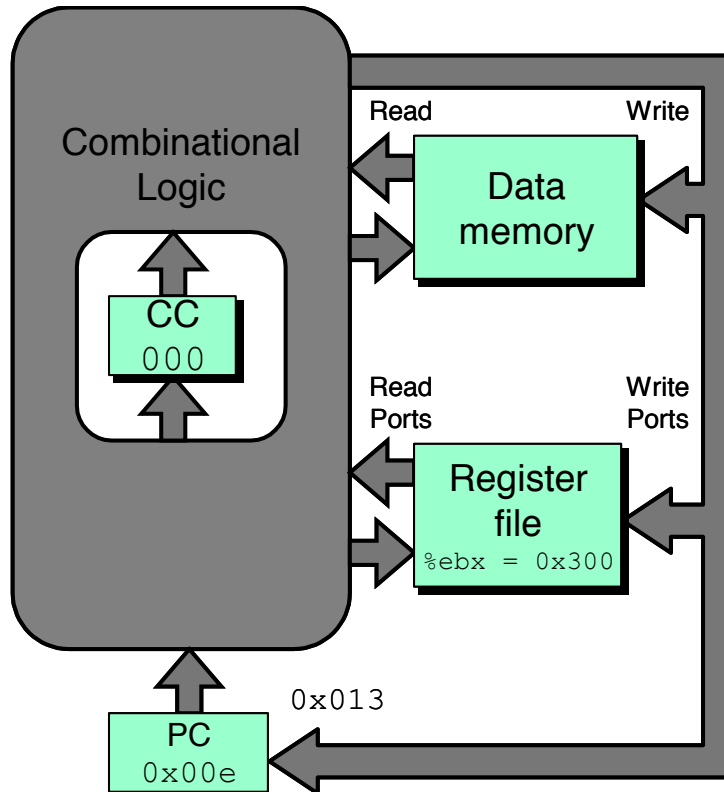 Combinational
Logic
CC
000
Read
Write
Data
memory
Read
Ports
Write
Ports
Register
file
%ebx = 0x300
0x013
PC
0x00e